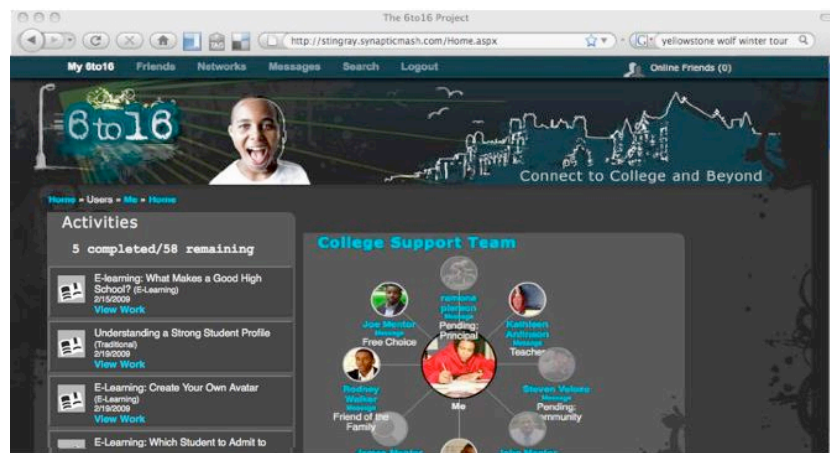 The 6to16 Project
http://stingray.synapticmash.com/Home.aspx
yellowstone wolf winter tour
My 6to16 Friends Networks Messages Search Logout
Online Friends (0)
6to16
Connect to College and Beyond
Home » Users » Me » Home
Activities
5 completed/58 remaining
E-learning: What Makes a Good High
School? (E-Learning)
2/15/2009
View Work
Understanding a Strong Student Profile
(Traditional)
2/19/2009
View Work
E-Learning: Create Your Own Avatar
(E-Learning)
2/19/2009
View Work
E-Learning: Which Student to Admit to
College Support Team
ramona
pierson
Message
Pending:
Principal
Joe Mentor
Message
Free Choice
Kathleen
Message
Teacher
Rodney
Walker
Message
Friend of the
Family
Me
Steven
Message
Pending:
James Mentor
John Mentor